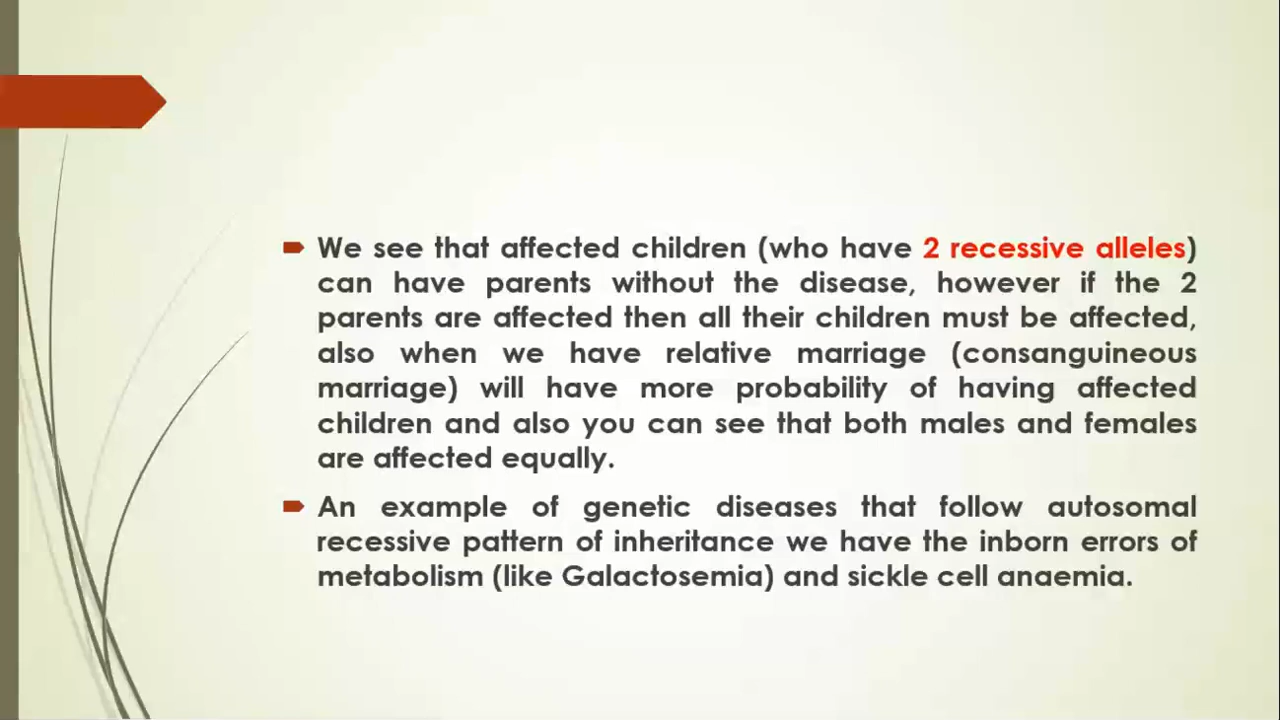 We see that affected children (who have 2 recessive alleles)
can have parents without the disease, however if the 2
parents are affected then all their children must be affected,
also when we have relative marriage (consanguineous
marriage) will have more probability of having affected
children and also you can see that both males and females
are affected equally.
An example of genetic diseases that follow autosomal
recessive pattern of inheritance we have the inborn errors of
metabolism (like Galactosemia) and sickle cell anaemia.